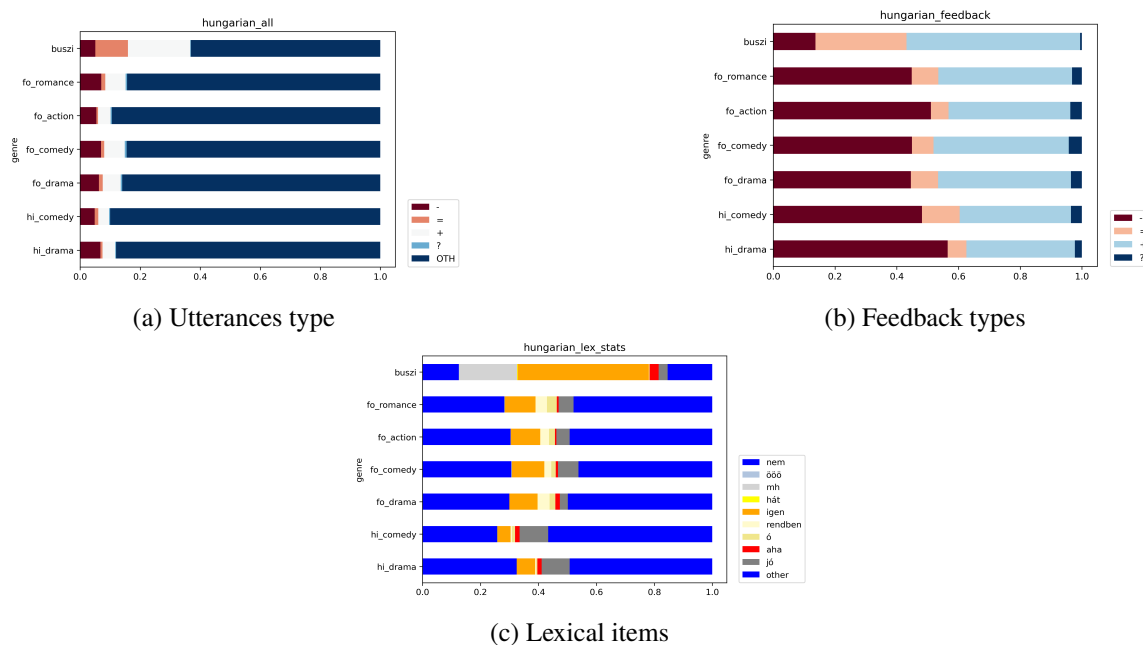 hungarian_all
genre
buszi
fo_romance
fo_action
fo_comedy
fo_drama
hi_comedy
hi_drama
0.0 0.2 0.4 0.6 0.8 1.0
-
=
+
?
OTH
(a) Utterances type
hungarian_feedback
genre
buszi
fo_romance
fo_action
fo_comedy
fo_drama
hi_comedy
hi_drama
0.0 0.2 0.4 0.6 0.8 1.0
-
=
?
(b) Feedback types
hungarian_lex_stats
genre
buszi
fo_romance
fo_action
fo_comedy
fo_drama
hi_comedy
hi_drama
0.0 0.2 0.4 0.6 0.8 1.0
nem
ööö
mh
hát
igen
rendben
ó
aha
jó
other
(c) Lexical items